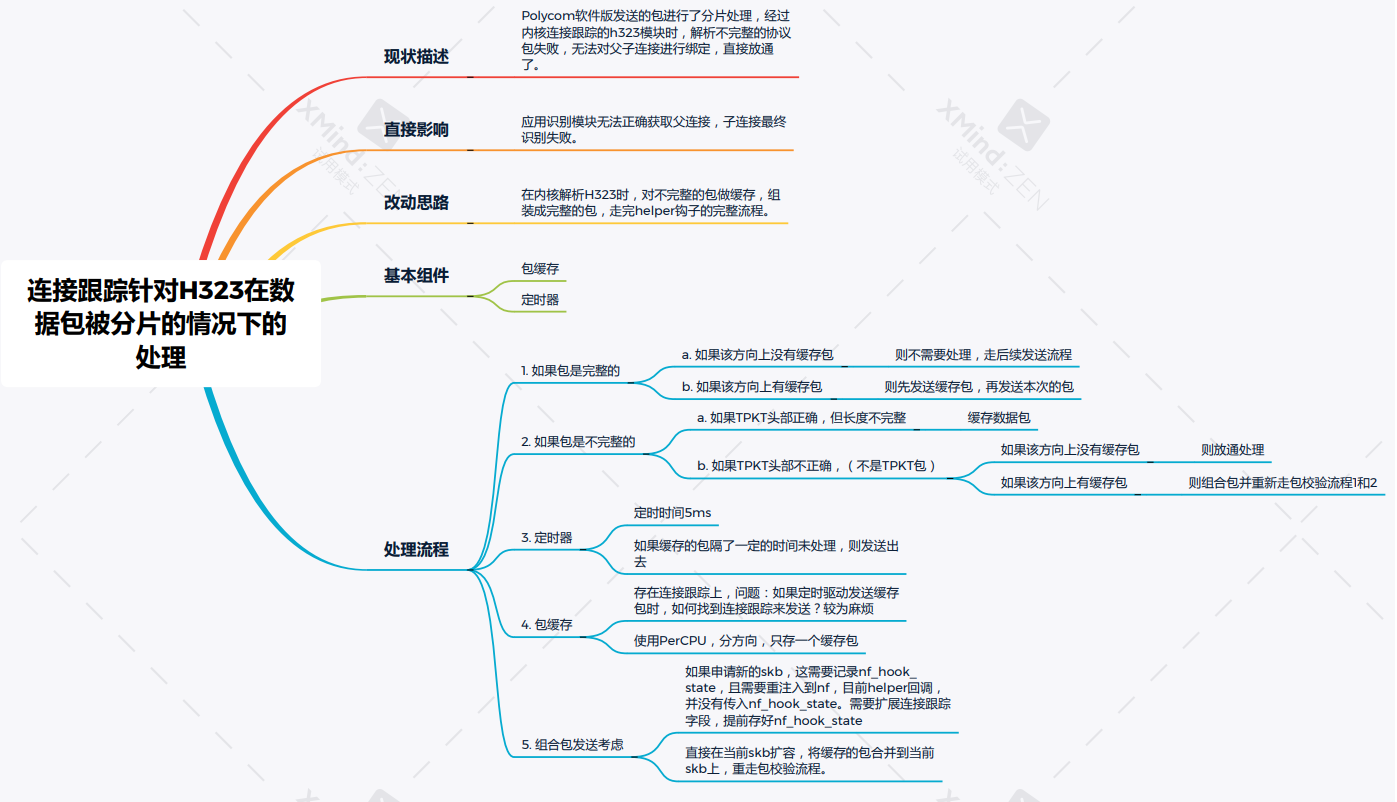 Polycom软件版发送的包进行了分片处理，经过
内核连接跟踪的h323模块时，解析不完整的协议
包失败，无法对父子连接进行绑定，直接放通
了。
现状描述
直接影响
应用识别模块无法正确获取父连接，子连接最终
识别失败。
改动思路
在内核解析H323时，对不完整的包做缓存，组
装成完整的包，走完helper钩子的完整流程。
基本组件
包缓存
定时器
连接跟踪针对H323在数
据包被分片的情况下的
处理
处理流程
1. 如果包是完整的
a. 如果该方向上没有缓存包
则不需要处理，走后续发送流程
b. 如果该方向上有缓存包
则先发送缓存包，再发送本次的包
2. 如果包是不完整的
a. 如果TPKT头部正确，但长度不完整
缓存数据包
b. 如果TPKT头部不正确，（不是TPKT包）
如果该方向上没有缓存包
则放通处理
如果该方向上有缓存包
则组合包并重新走包校验流程1和2
3. 定时器
定时时间5ms
如果缓存的包隔了一定的时间未处理，则发送出
去
4. 包缓存
存在连接跟踪上，问题：如果定时驱动发送缓存
包时，如何找到连接跟踪来发送？较为麻烦
使用PerCPU，分方向，只存一个缓存包
5. 组合包发送考虑
如果申请新的skb，这需要记录nf_hook_
state，且需要重注入到nf，目前helper回调，
并没有传入nf_hook_state。需要扩展连接跟踪
字段，提前存好nf_hook_state
直接在当前skb扩容，将缓存的包合并到当前
skb上，重走包校验流程。
XMind:ZEN
试用模式
XMind:ZEN
试用模式